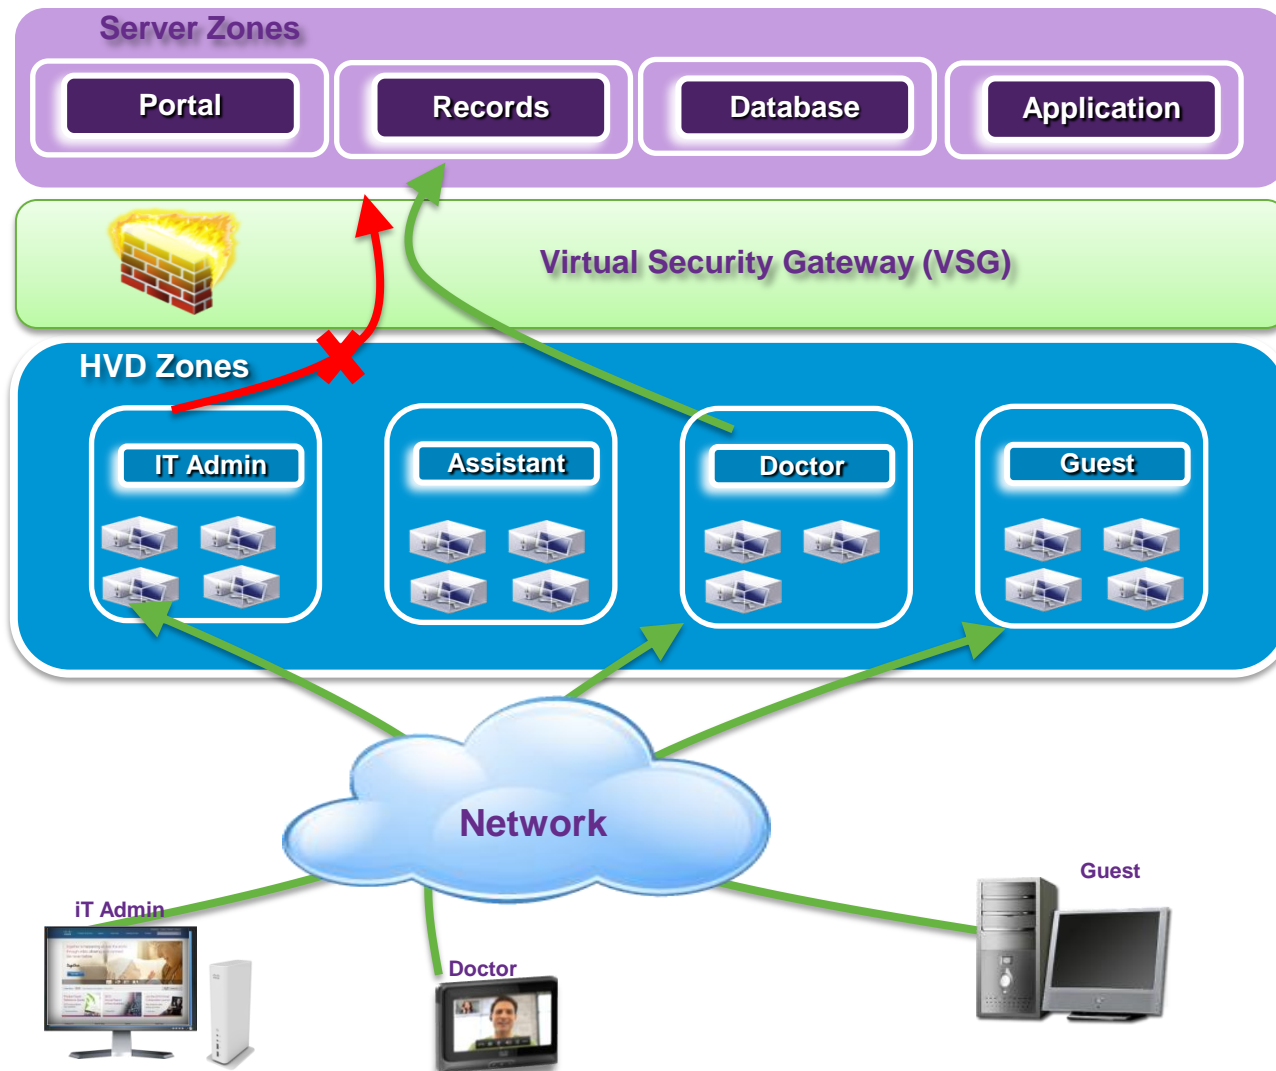 Server Zones
Portal
Records
Database
Application
Virtual Security Gateway (VSG)
HVD Zones
IT Admin
Assistant
Doctor
Guest
Network
iT Admin
Doctor
Guest